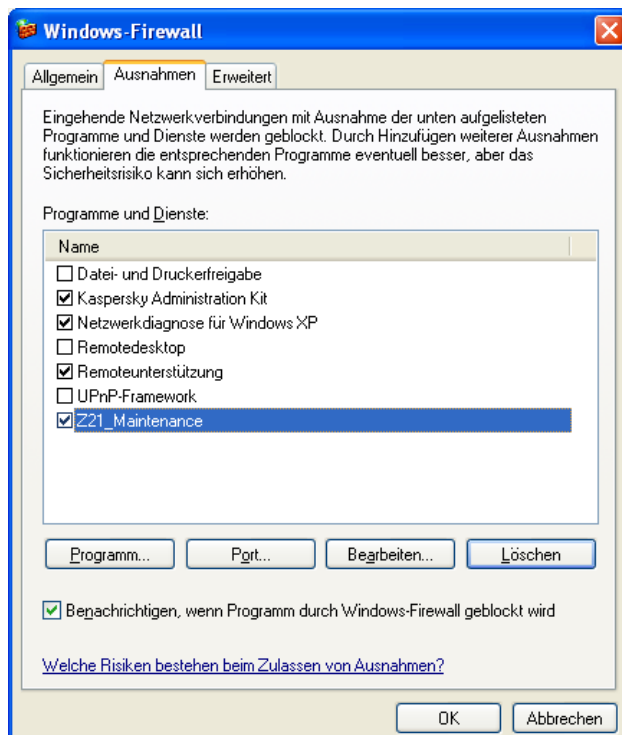 Windows-Firewall
Allgemein Ausnahmen Erweitert
Eingehende Netzwerkverbindungen mit Ausnahme der unten aufgelisteten
Programme und Dienste werden geblockt. Durch Hinzufügen weiterer Ausnahmen
funktionieren die entsprechenden Programme eventuell besser, aber das
Sicherheitsrisiko kann sich erhöhen.
Programme und Dienste:
Name
Datei- und Druckerfreigabe
Kaspersky Administration Kit
Netzwerkdiagnose für Windows XP
Remotedesktop
Remoteunterstützung
UPnP-Framework
Z21_Maintenance
Programm... Port... Bearbeiten... Löschen
Benachrichtigen, wenn Programm durch Windows-Firewall geblockt wird
Welche Risiken bestehen beim Zulassen von Ausnahmen?
OK Abbrechen